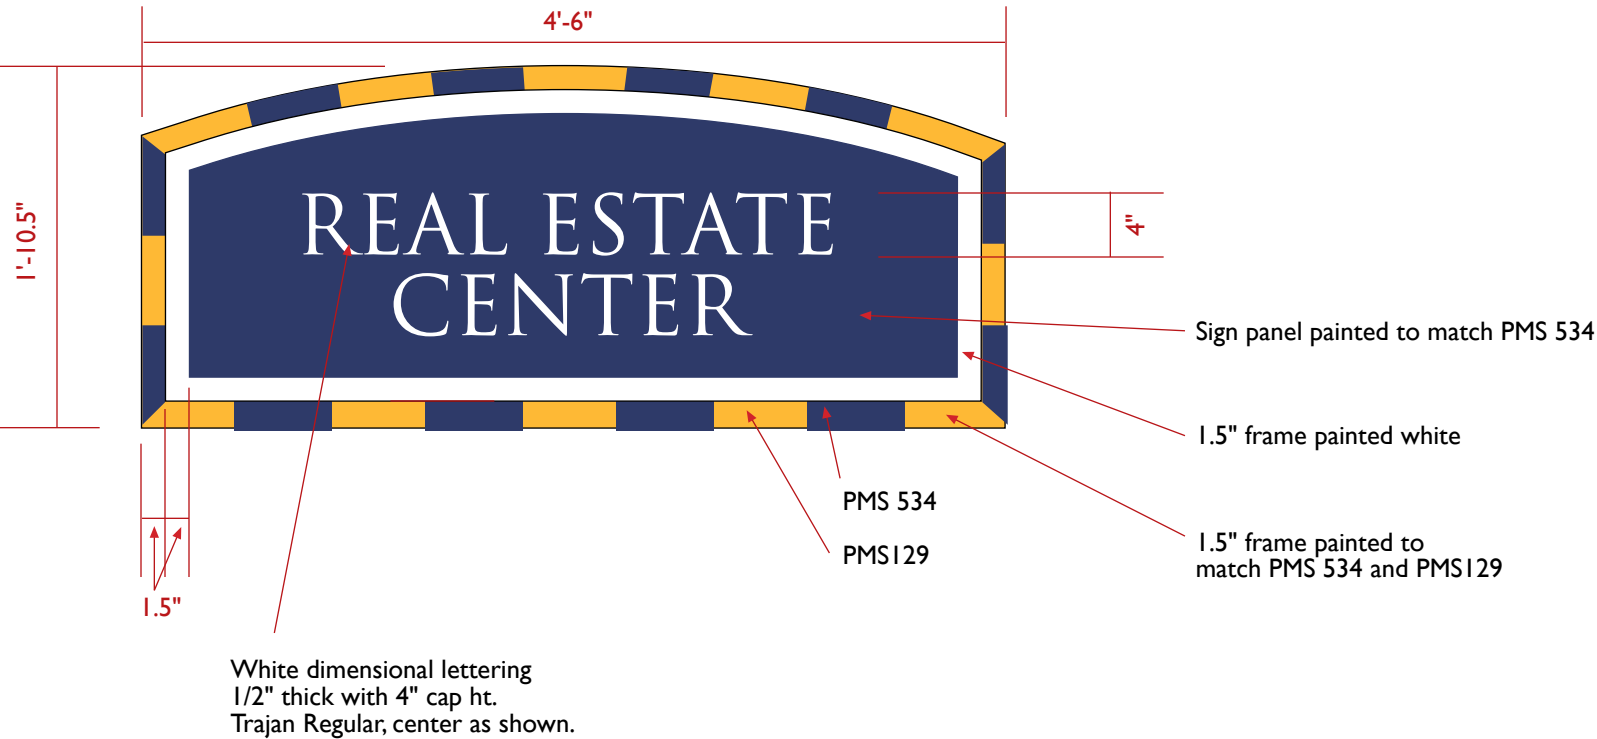 4'-6"
1'-10.5"
REAL ESTATE
CENTER
4"
Sign panel painted to match PMS 534
1.5" frame painted white
PMS 534
PMS129
1.5" frame painted to
match PMS 534 and PMS129
1.5"
White dimensional lettering
1/2" thick with 4" cap ht.
Trajan Regular, center as shown.